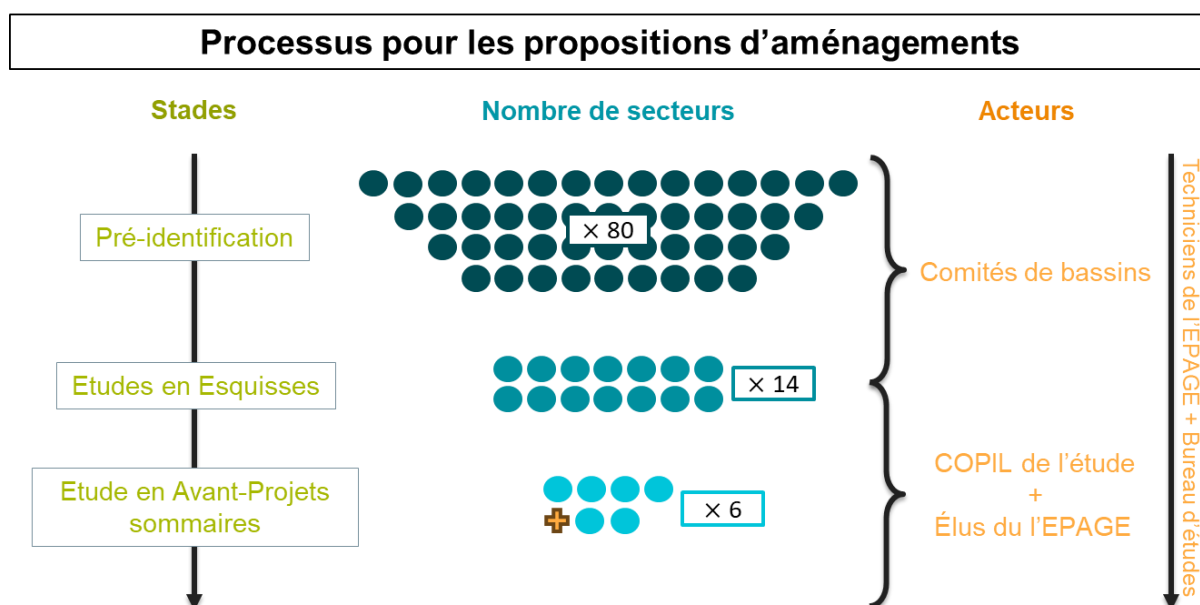 Processus pour les propositions d’aménagements
Stades
Nombre de secteurs
Acteurs
Pré-identification
× 80
Comités de bassins
Etudes en Esquisses
× 14
Etude en Avant-Projets
sommaires
× 6
COPIL de l’étude
+
Élus du l’EPAGE
Techniciens de l’EPAGE + Bureau d’études